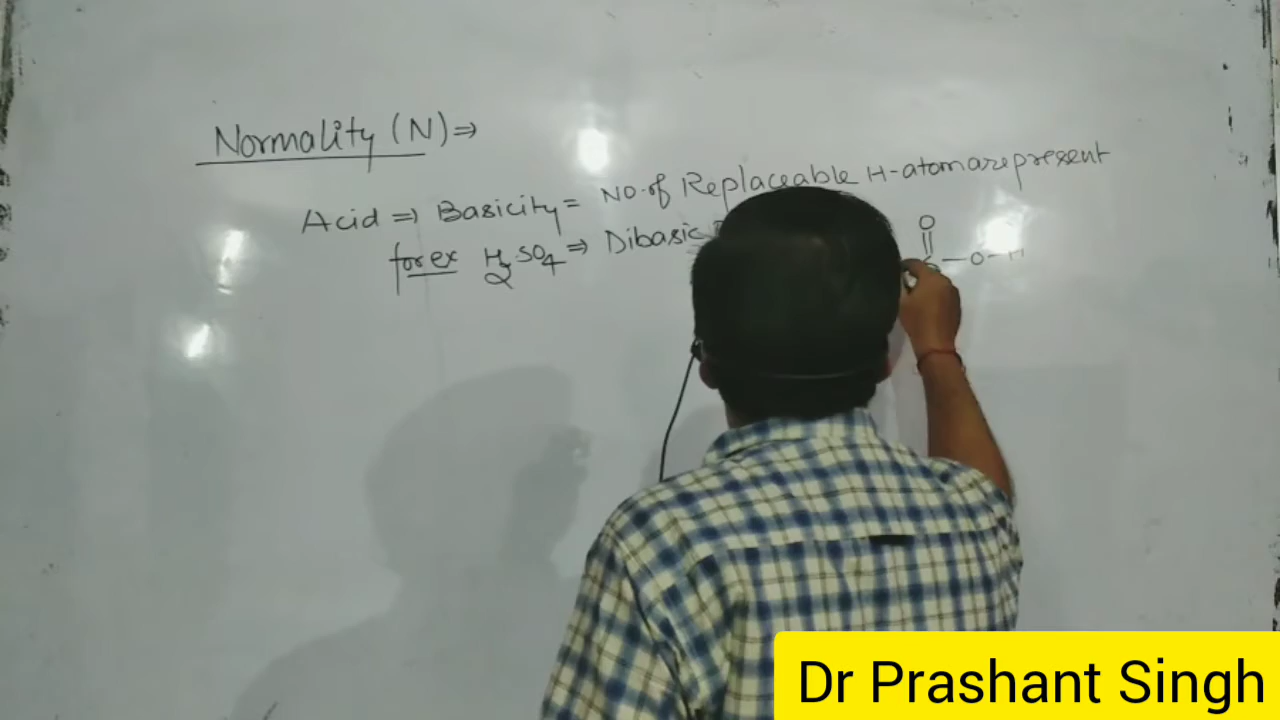 Normality (N) ⇒
Acid ⇒ Basicity = No. of Replaceable H-atom are present
for ex H2SO4 ⇒ Dibasic
O
-O-H
Dr Prashant Singh